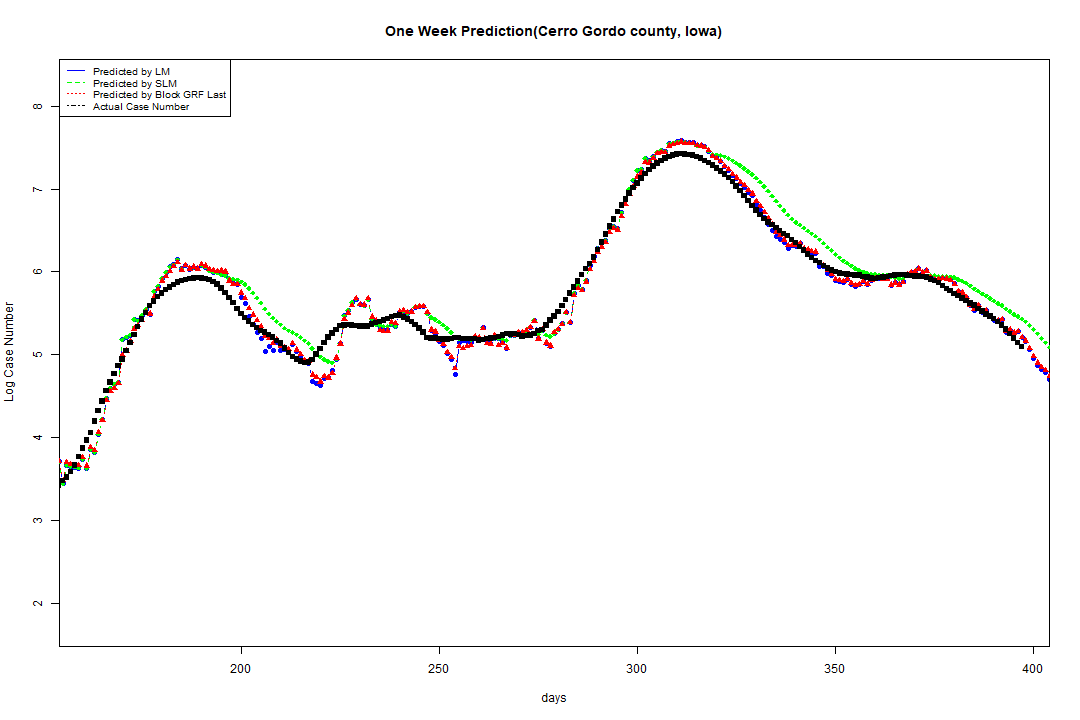 One Week Prediction(Cerro Gordo county, Iowa)
Predicted by LM
Predicted by SLM
Predicted by Block GRF Last
Actual Case Number
8
7
6
5
4
3
2
Log Case Number
200 250 300 350 400
days